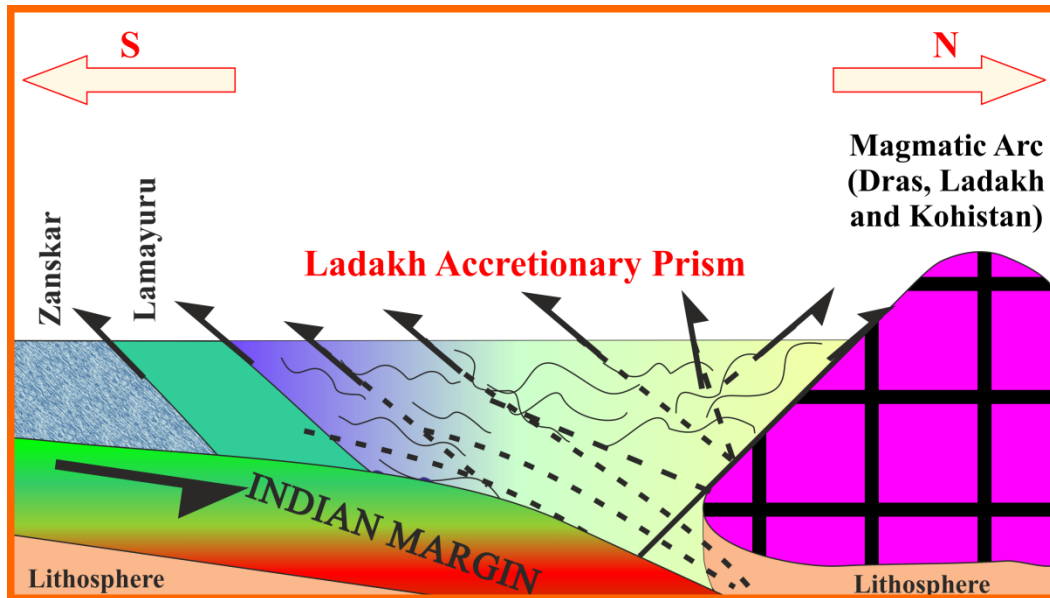 S
N
Magmatic Arc
(Dras, Ladakh
and Kohistan)
Zanskar
Lamayuru
Ladakh Accretionary Prism
INDIAN MARGIN
Lithosphere
Lithosphere